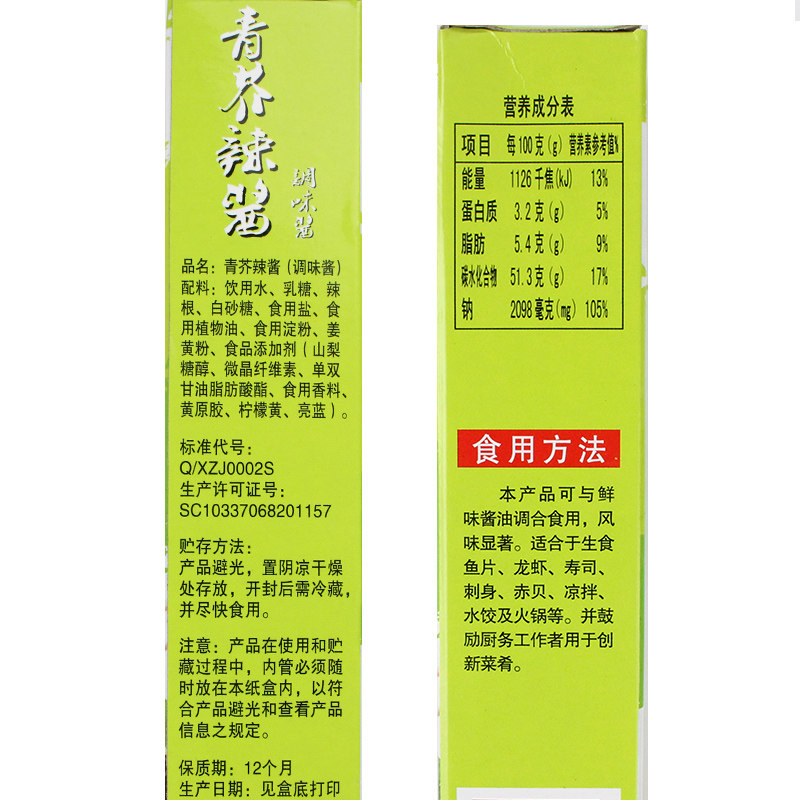 青芥辣醬
調味醬
品名：青芥辣酱（调味酱）
配料：饮用水、乳糖、辣
根、白砂糖、食用盐、食
用植物油、食用淀粉、姜
黄粉、食品添加剂（山梨
糖醇、微晶纤维素、单双
甘油脂肪酸酯、食用香料、
黄原胶、柠檬黄、亮蓝）。
标准代号：
Q/XZJ0002S
生产许可证号：
SC10337068201157
贮存方法：
产品避光，置阴凉干燥
处存放，开封后需冷藏，
并尽快食用。
注意：产品在使用和贮
藏过程中，内管必须随
时放在本纸盒内，以符
合产品避光和查看产品
信息之规定。
保质期：12个月
生产日期：见盒底打印
营养成分表
项目 每100克(g) 营养素参考值%
能量 1126千焦(kJ) 13%
蛋白质 3.2克(g) 5%
脂肪 5.4克(g) 9%
碳水化合物 51.3克(g) 17%
钠 2098毫克(mg) 105%
食用方法
本产品可与鲜
味酱油调合食用，风
味显著。适合于生食
鱼片、龙虾、寿司、
刺身、赤贝、凉拌、
水饺及火锅等。并鼓
励厨务工作者用于创
新菜肴。